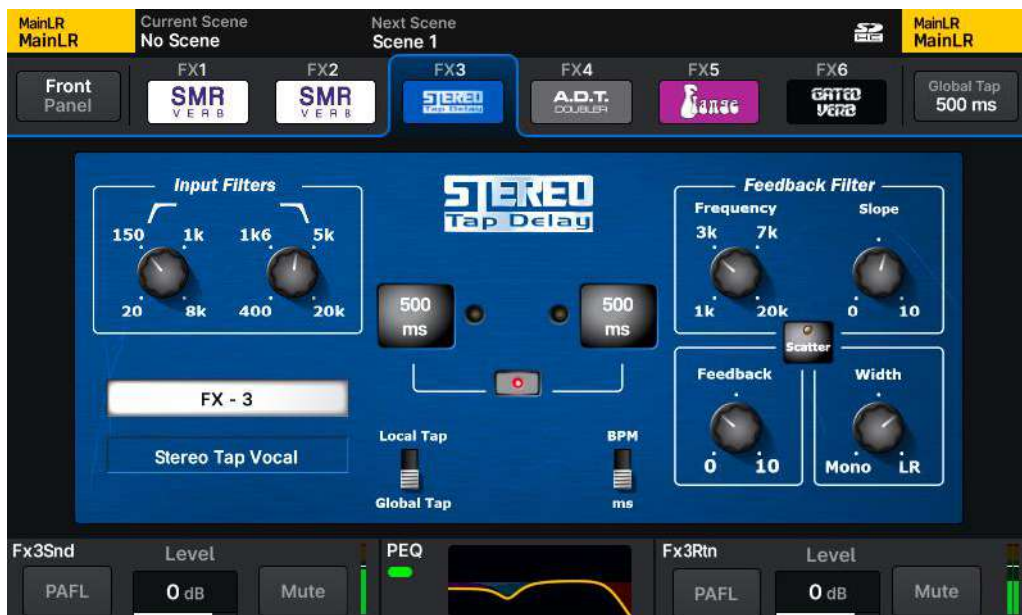 MainLR
MainLR
Current Scene
No Scene
Next Scene
Scene 1
MainLR
MainLR
Front
Panel
FX1
SMR
VERB
FX2
SMR
VERB
FX3
STEREO
Tap Delay
FX4
A.D.T.
DOUBLER
FX5
Flange
FX6
GATED
VERB
Global Tap
500 ms
Input Filters
150 1k 1k6 5k
20 8k 400 20k
STEREO
Tap Delay
500
ms
500
ms
Feedback Filter
Frequency Slope
3k 7k
1k 20k 0 10
Scatter
Feedback Width
0 10 Mono LR
FX - 3
Stereo Tap Vocal
Local Tap
Global Tap
BPM
ms
Fx3Snd
Level
PAFL
0 dB
Mute
PEQ
Fx3Rtn
Level
PAFL
0 dB
Mute